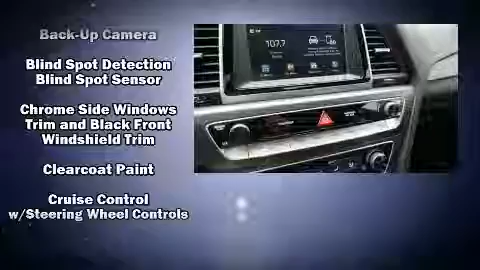 Back-Up Camera
Blind Spot Detection
Blind Spot Sensor
Chrome Side Windows
Trim and Black Front
Windshield Trim
Clearcoat Paint
Cruise Control
w/Steering Wheel Controls
107.7